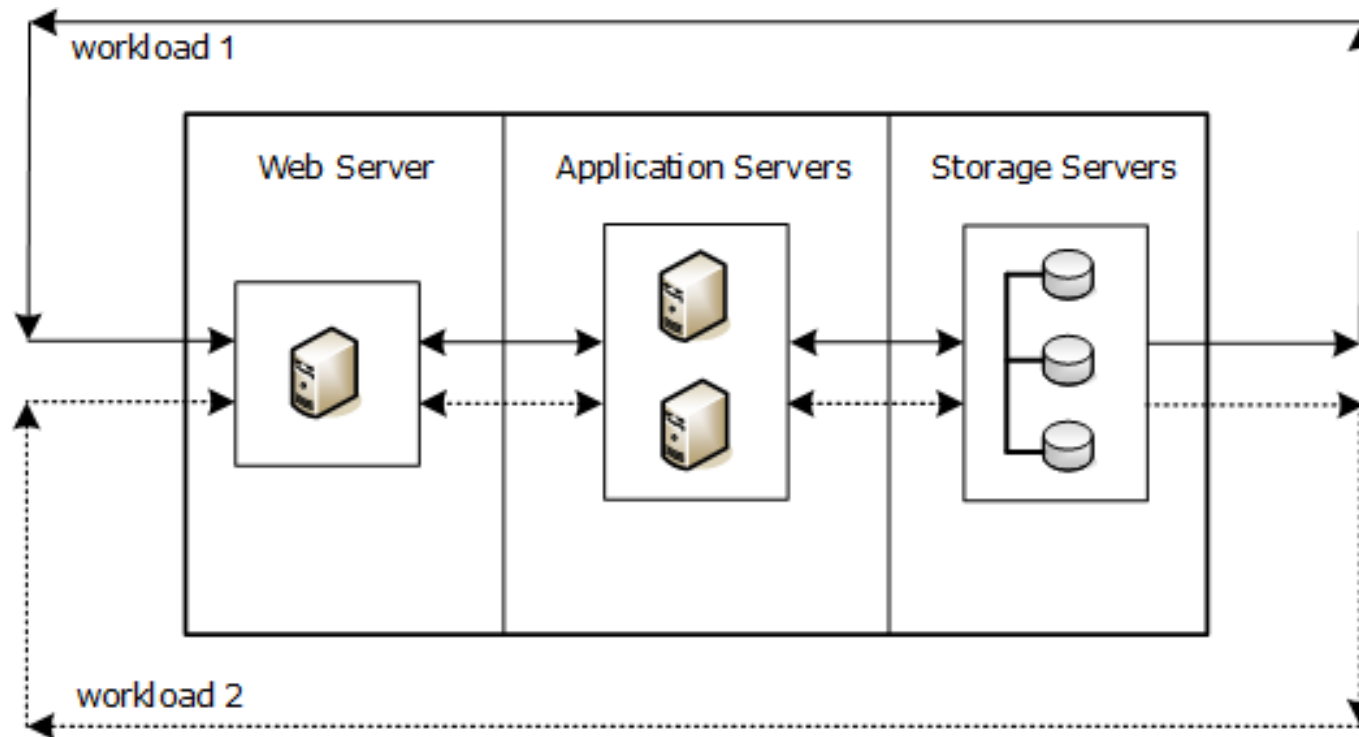 workload 1
Web Server
Application Servers
Storage Servers
workload 2